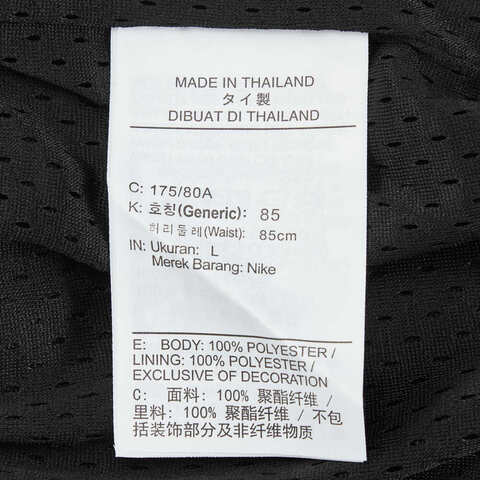 MADE IN THAILAND
タイ製
DIBUAT DI THAILAND
C: 175/80A
K: 호칭(Generic): 85
허리둘레(Waist): 85cm
IN: Ukuran: L
Merek Barang: Nike
E: BODY: 100% POLYESTER /
LINING: 100% POLYESTER /
EXCLUSIVE OF DECORATION
C: 面料: 100% 聚酯纤维 /
里料: 100% 聚酯纤维 / 不包
括装饰部分及非纤维物质